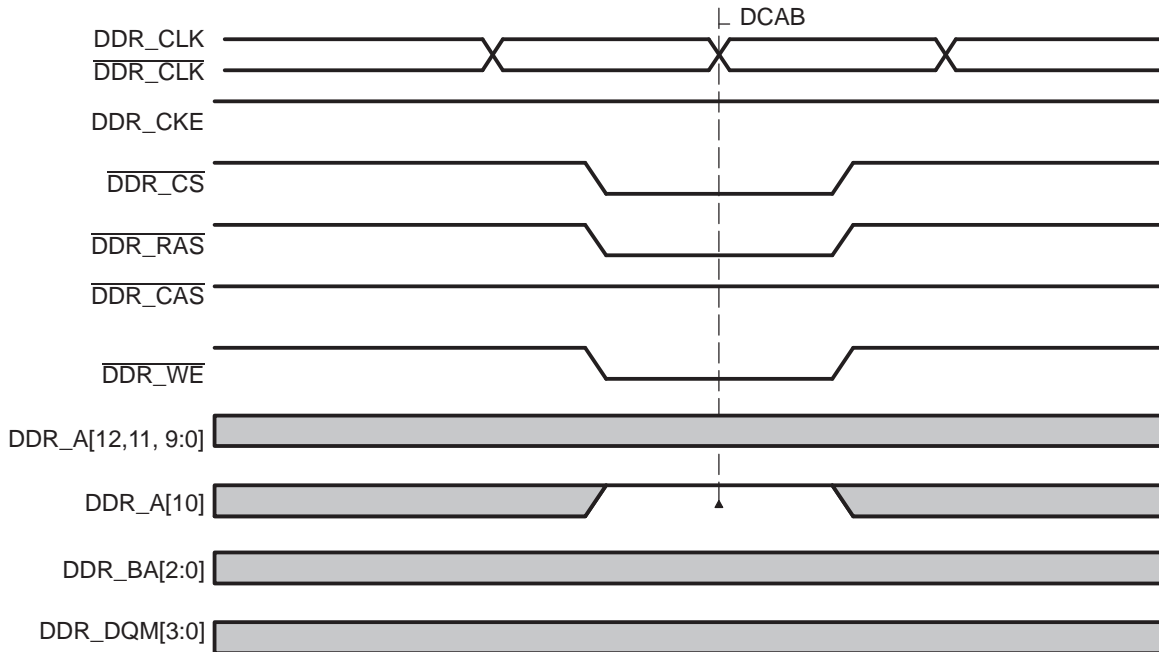 DCAB
DDR_CLK
DDR_CLK
DDR_CKE
DDR_CS
DDR_RAS
DDR_CAS
DDR_WE
DDR_A[12,11, 9:0]
DDR_A[10]
DDR_BA[2:0]
DDR_DQM[3:0]